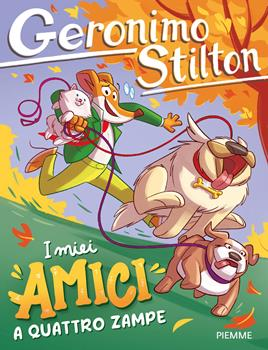 Geronimo
Stilton
I miei
AMICI
A QUATTRO ZAMPE
PIEMME